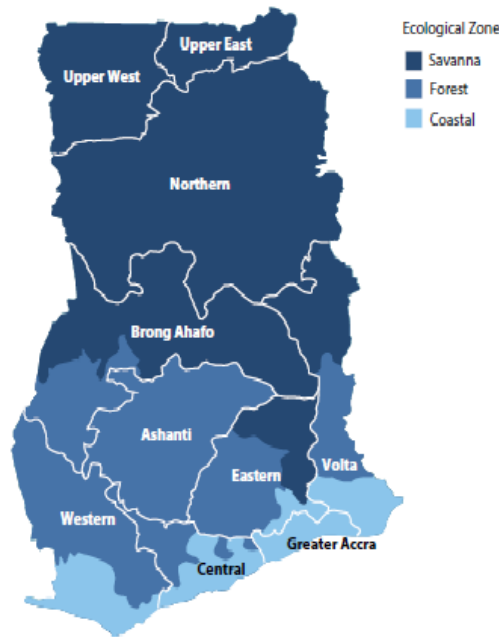 Ecological Zone
Savanna
Forest
Coastal
Upper East
Upper West
Northern
Brong Ahafo
Ashanti
Eastern
Volta
Western
Greater Accra
Central